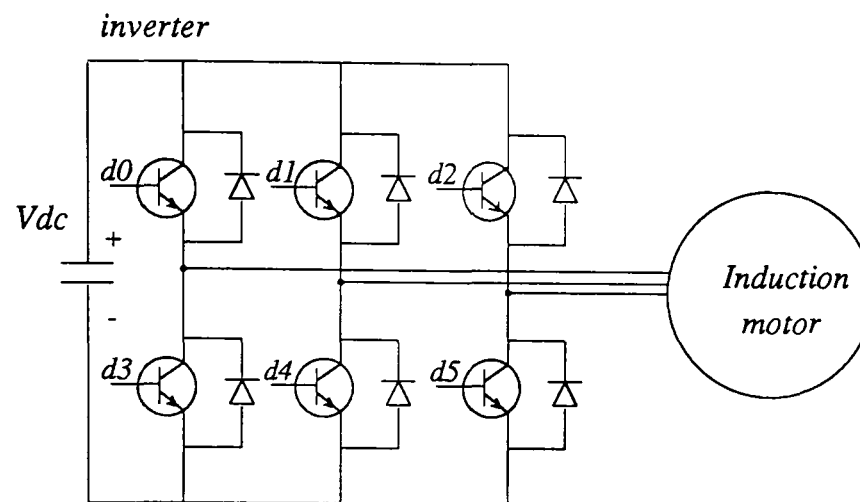 inverter
d0
d1
d2
Vdc
+
-
Induction
motor
d3
d4
d5